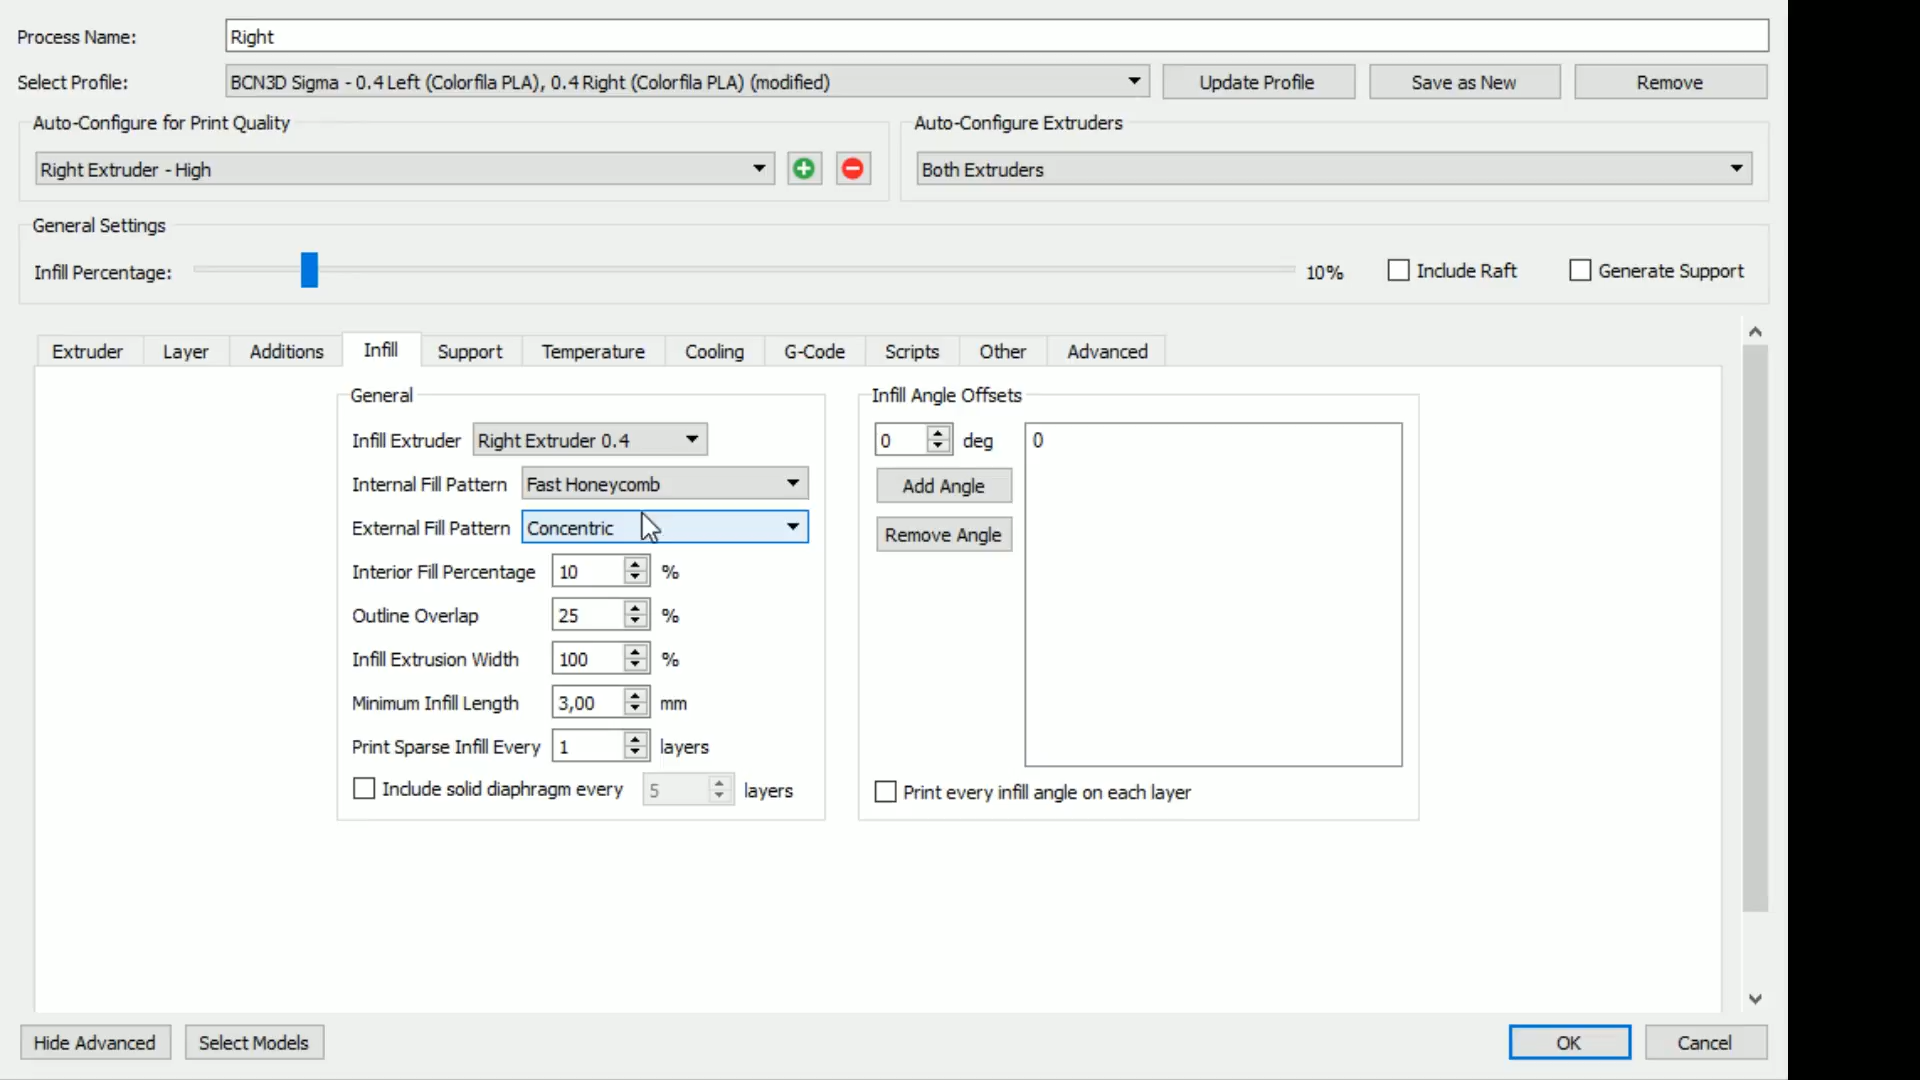 Process Name: Right
Select Profile: BCN3D Sigma - 0.4 Left (Colorfila PLA), 0.4 Right (Colorfila PLA) (modified) Update Profile Save as New Remove
Auto-Configure for Print Quality Auto-Configure Extruders
Right Extruder - High Both Extruders
General Settings
Infill Percentage: 10% Include Raft Generate Support
Extruder Layer Additions Infill Support Temperature Cooling G-Code Scripts Other Advanced
General Infill Angle Offsets
Infill Extruder Right Extruder 0.4 0 deg 0
Internal Fill Pattern Fast Honeycomb Add Angle
External Fill Pattern Concentric Remove Angle
Interior Fill Percentage 10 %
Outline Overlap 25 %
Infill Extrusion Width 100 %
Minimum Infill Length 3,00 mm
Print Sparse Infill Every 1 layers
Include solid diaphragm every 5 layers Print every infill angle on each layer
Hide Advanced Select Models OK Cancel